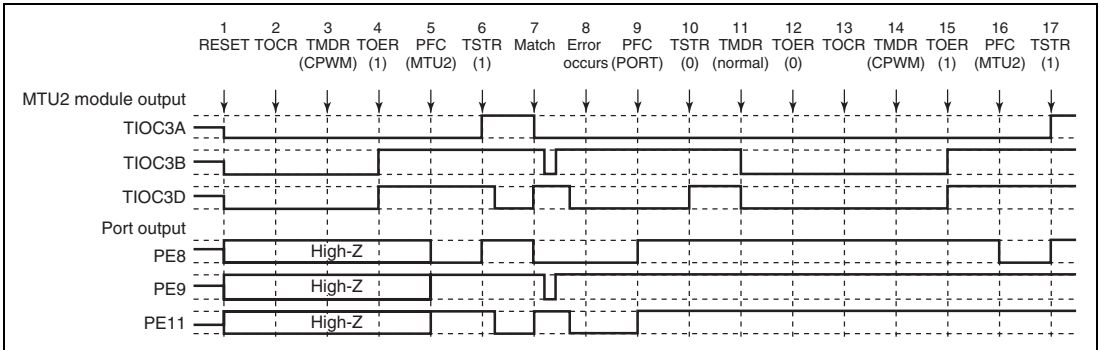 1 2 3 4 5 6 7 8 9 10 11 12 13 14 15 16 17
RESET TOCR TMDR TOER PFC TSTR Match Error PFC TSTR TMDR TOER TOCR TMDR TOER PFC TSTR
(CPWM) (1) (MTU2) (1) occurs (PORT) (0) (normal) (0) (CPWM) (1) (MTU2) (1)
MTU2 module output
TIOC3A
TIOC3B
TIOC3D
Port output
PE8 High-Z
PE9 High-Z
PE11 High-Z